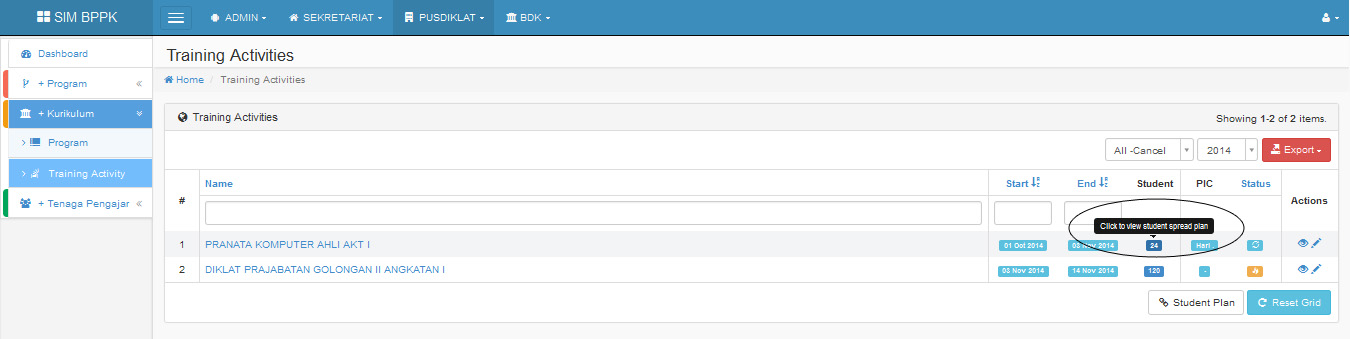 SIM BPPK ADMIN SEKRETARIAT PUSDIKLAT BDK
Dashboard
+ Program
+ Kurikulum
Program
Training Activity
+ Tenaga Pengajar
Training Activities
Home / Training Activities
Training Activities Showing 1-2 of 2 items.
All -Cancel 2014 Export
# Name Start End Student PIC Status Actions
Click to view student spread plan
1 PRANATA KOMPUTER AHLI AKT I 01 Oct 2014 03 Nov 2014 24 Hari
2 DIKLAT PRAJABATAN GOLONGAN II ANGKATAN I 03 Nov 2014 14 Nov 2014 120 -
Student Plan Reset Grid